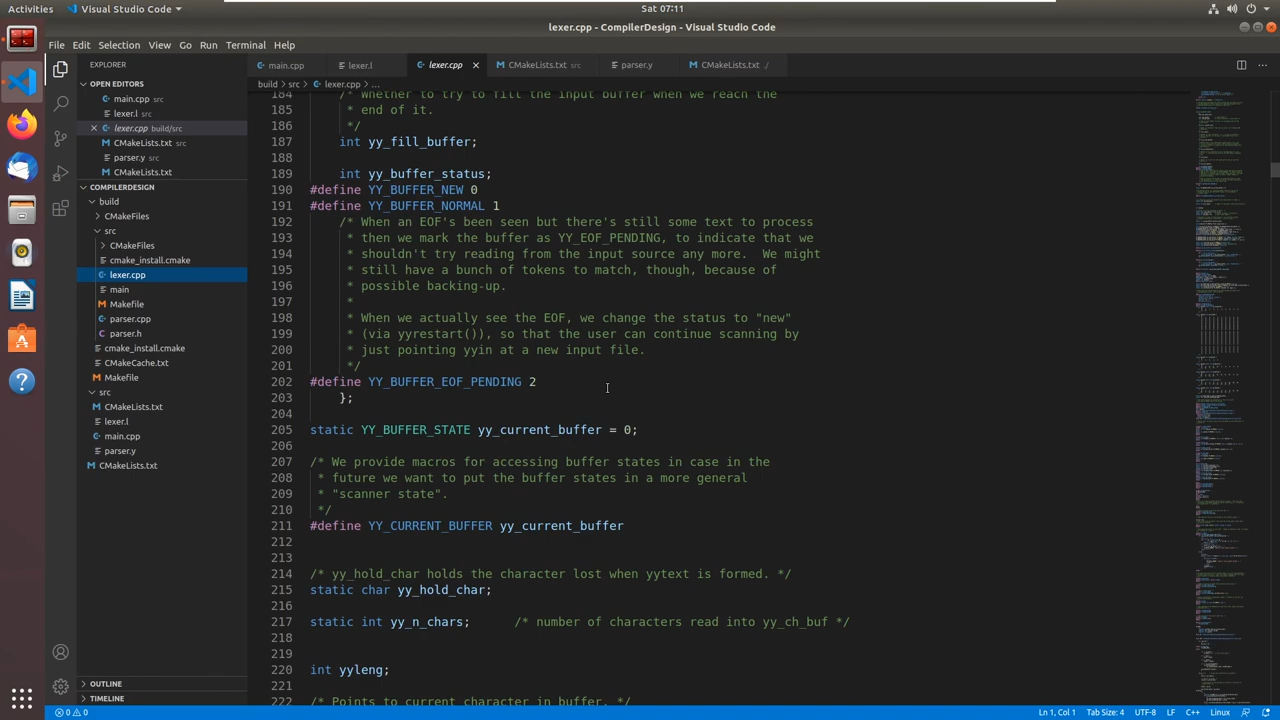 Activities
Visual Studio Code
Sat 07:11
lexer.cpp - CompilerDesign - Visual Studio Code
File Edit Selection View Go Run Terminal Help
EXPLORER
main.cpp
lexer.l
lexer.cpp
CMakeLists.txt src
parser.y
CMakeLists.txt /
build > src > lexer.cpp > ...
OPEN EDITORS
main.cpp src
lexer.l src
lexer.cpp build/src
CMakeLists.txt src
parser.y src
CMakeLists.txt
COMPILERDESIGN
build
CMakeFiles
src
CMakeFiles
cmake_install.cmake
lexer.cpp
main
Makefile
parser.cpp
parser.h
cmake_install.cmake
CMakeCache.txt
Makefile
src
CMakeLists.txt
lexer.l
main.cpp
parser.y
CMakeLists.txt
OUTLINE
TIMELINE
184 /* Whether to try to fill the input buffer when we reach the
185 * end of it.
186 */
187 int yy_fill_buffer;
188
189 int yy_buffer_status;
190 #define YY_BUFFER_NEW 0
191 #define YY_BUFFER_NORMAL 1
192 /* When an EOF's been seen but there's still some text to process
193 * then we mark the buffer as YY_EOF_PENDING, to indicate that we
194 * shouldn't try reading from the input source any more.  We might
195 * still have a bunch of tokens to match, though, because of
196 * possible backing-up.
197 *
198 * When we actually see the EOF, we change the status to "new"
199 * (via yyrestart()), so that the user can continue scanning by
200 * just pointing yyin at a new input file.
201 */
202 #define YY_BUFFER_EOF_PENDING 2
203 };
204
205 static YY_BUFFER_STATE yy_current_buffer = 0;
206
207 /* We provide macros for accessing buffer states in case in the
208 * future we want to put the buffer states in a more general
209 * "scanner state".
210 */
211 #define YY_CURRENT_BUFFER yy_current_buffer
212
213
214 /* yy_hold_char holds the character lost when yytext is formed. */
215 static char yy_hold_char;
216
217 static int yy_n_chars; /* number of characters read into yy_ch_buf */
218
219
220 int yyleng;
221
222 /* Points to current character in buffer. */
0 0
Ln 1, Col 1 Tab Size: 4 UTF-8 LF C++ Linux